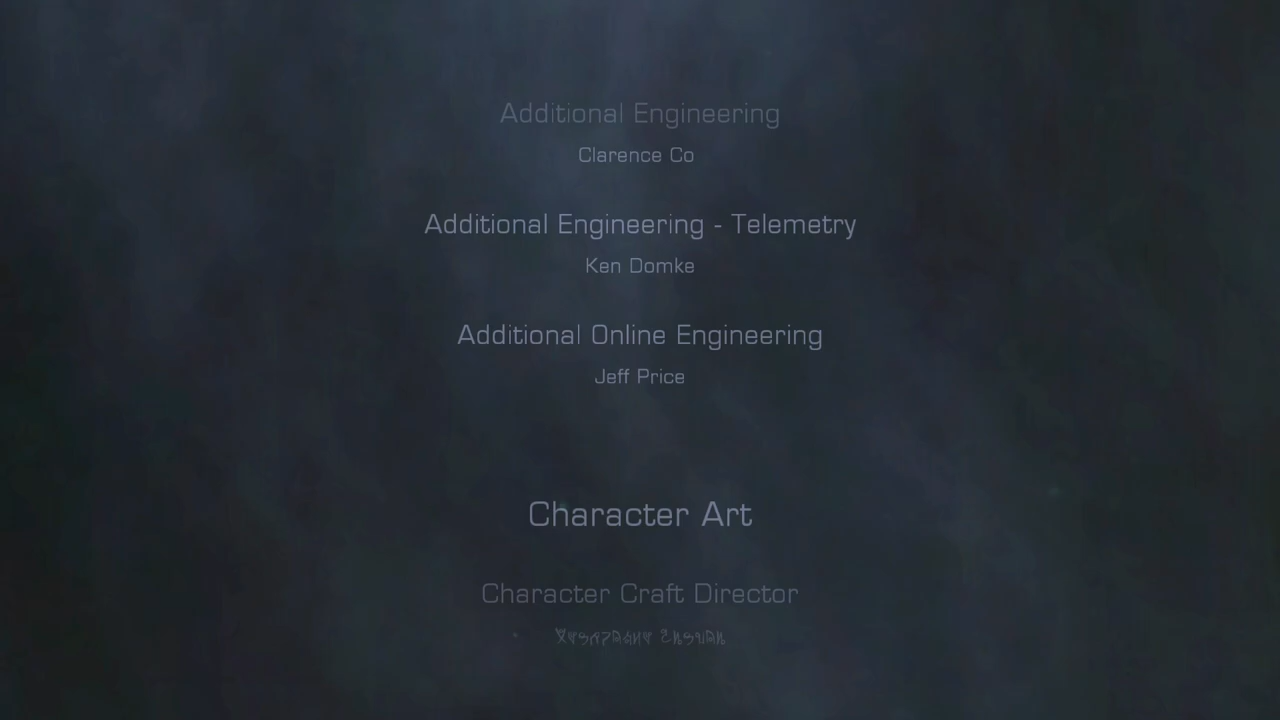 Additional Engineering
Clarence Co
Additional Engineering - Telemetry
Ken Domke
Additional Online Engineering
Jeff Price
Character Art
Character Craft Director